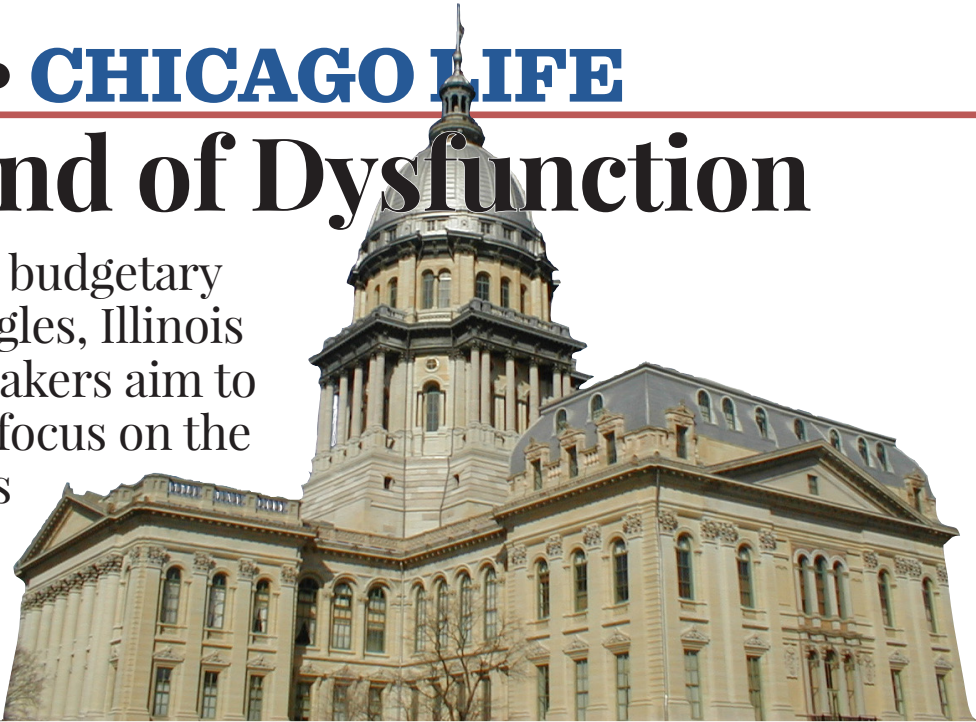 • CHICAGO LIFE
nd of Dysfunction
budgetary
gles, Illinois
akers aim to
focus on the
s